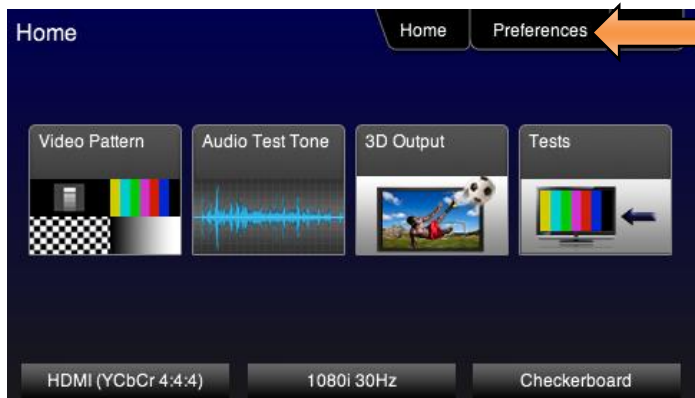 Home
Home
Preferences
Video Pattern
Audio Test Tone
3D Output
Tests
HDMI (YCbCr 4:4:4)
1080i 30Hz
Checkerboard